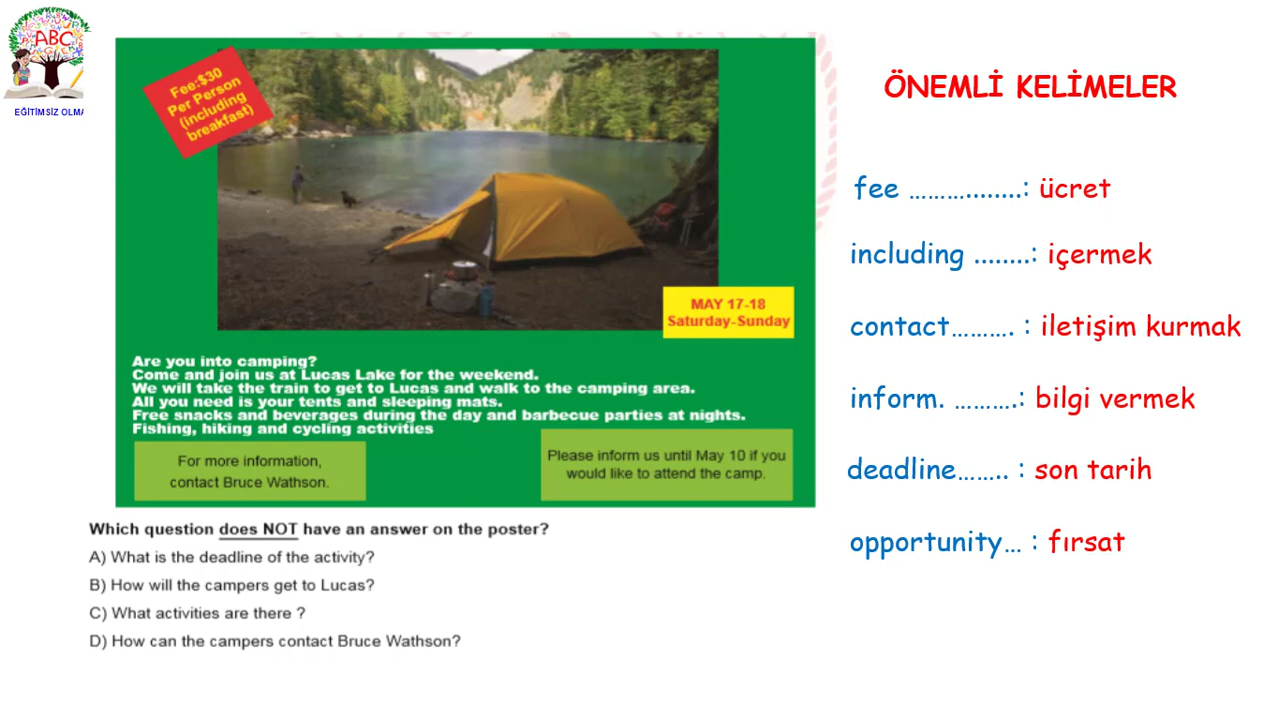 ABC
EĞİTİMSİZ OLMA
Fee:$30
Per Person
(including
breakfast)
MAY 17-18
Saturday-Sunday
Are you into camping?
Come and join us at Lucas Lake for the weekend.
We will take the train to get to Lucas and walk to the camping area.
All you need is your tents and sleeping mats.
Free snacks and beverages during the day and barbecue parties at nights.
Fishing, hiking and cycling activities
For more information,
contact Bruce Wathson.
Please inform us until May 10 if you
would like to attend the camp.
Which question does NOT have an answer on the poster?
A) What is the deadline of the activity?
B) How will the campers get to Lucas?
C) What activities are there ?
D) How can the campers contact Bruce Wathson?
ÖNEMLİ KELİMELER
fee ………........: ücret
including ........: içermek
contact………. : iletişim kurmak
inform. ……….: bilgi vermek
deadline…….. : son tarih
opportunity… : fırsat